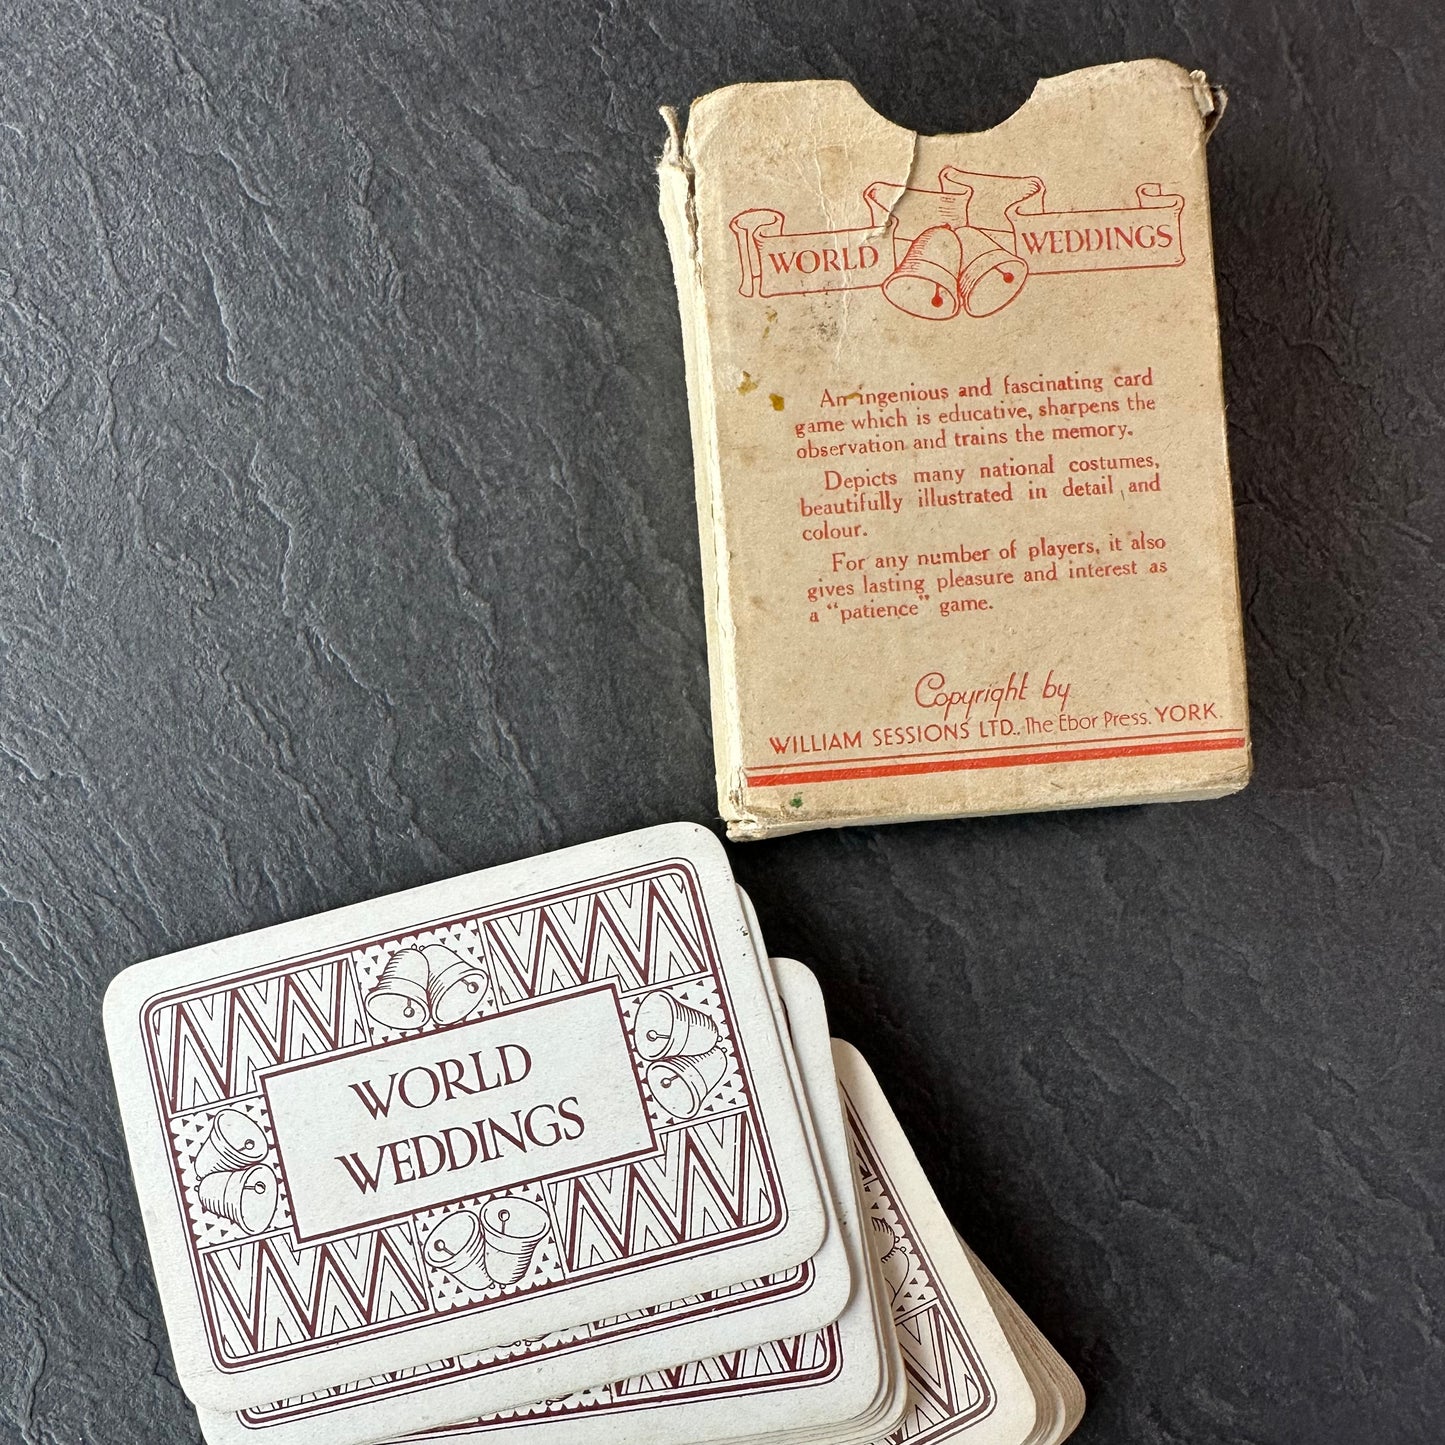 WORLD WEDDINGS
An ingenious and fascinating card
game which is educative, sharpens the
observation and trains the memory.
Depicts many national costumes,
beautifully illustrated in detail and
colour.
For any number of players, it also
gives lasting pleasure and interest as
a "patience" game.
Copyright by
WILLIAM SESSIONS LTD., The Ebor Press, YORK.
WORLD
WEDDINGS